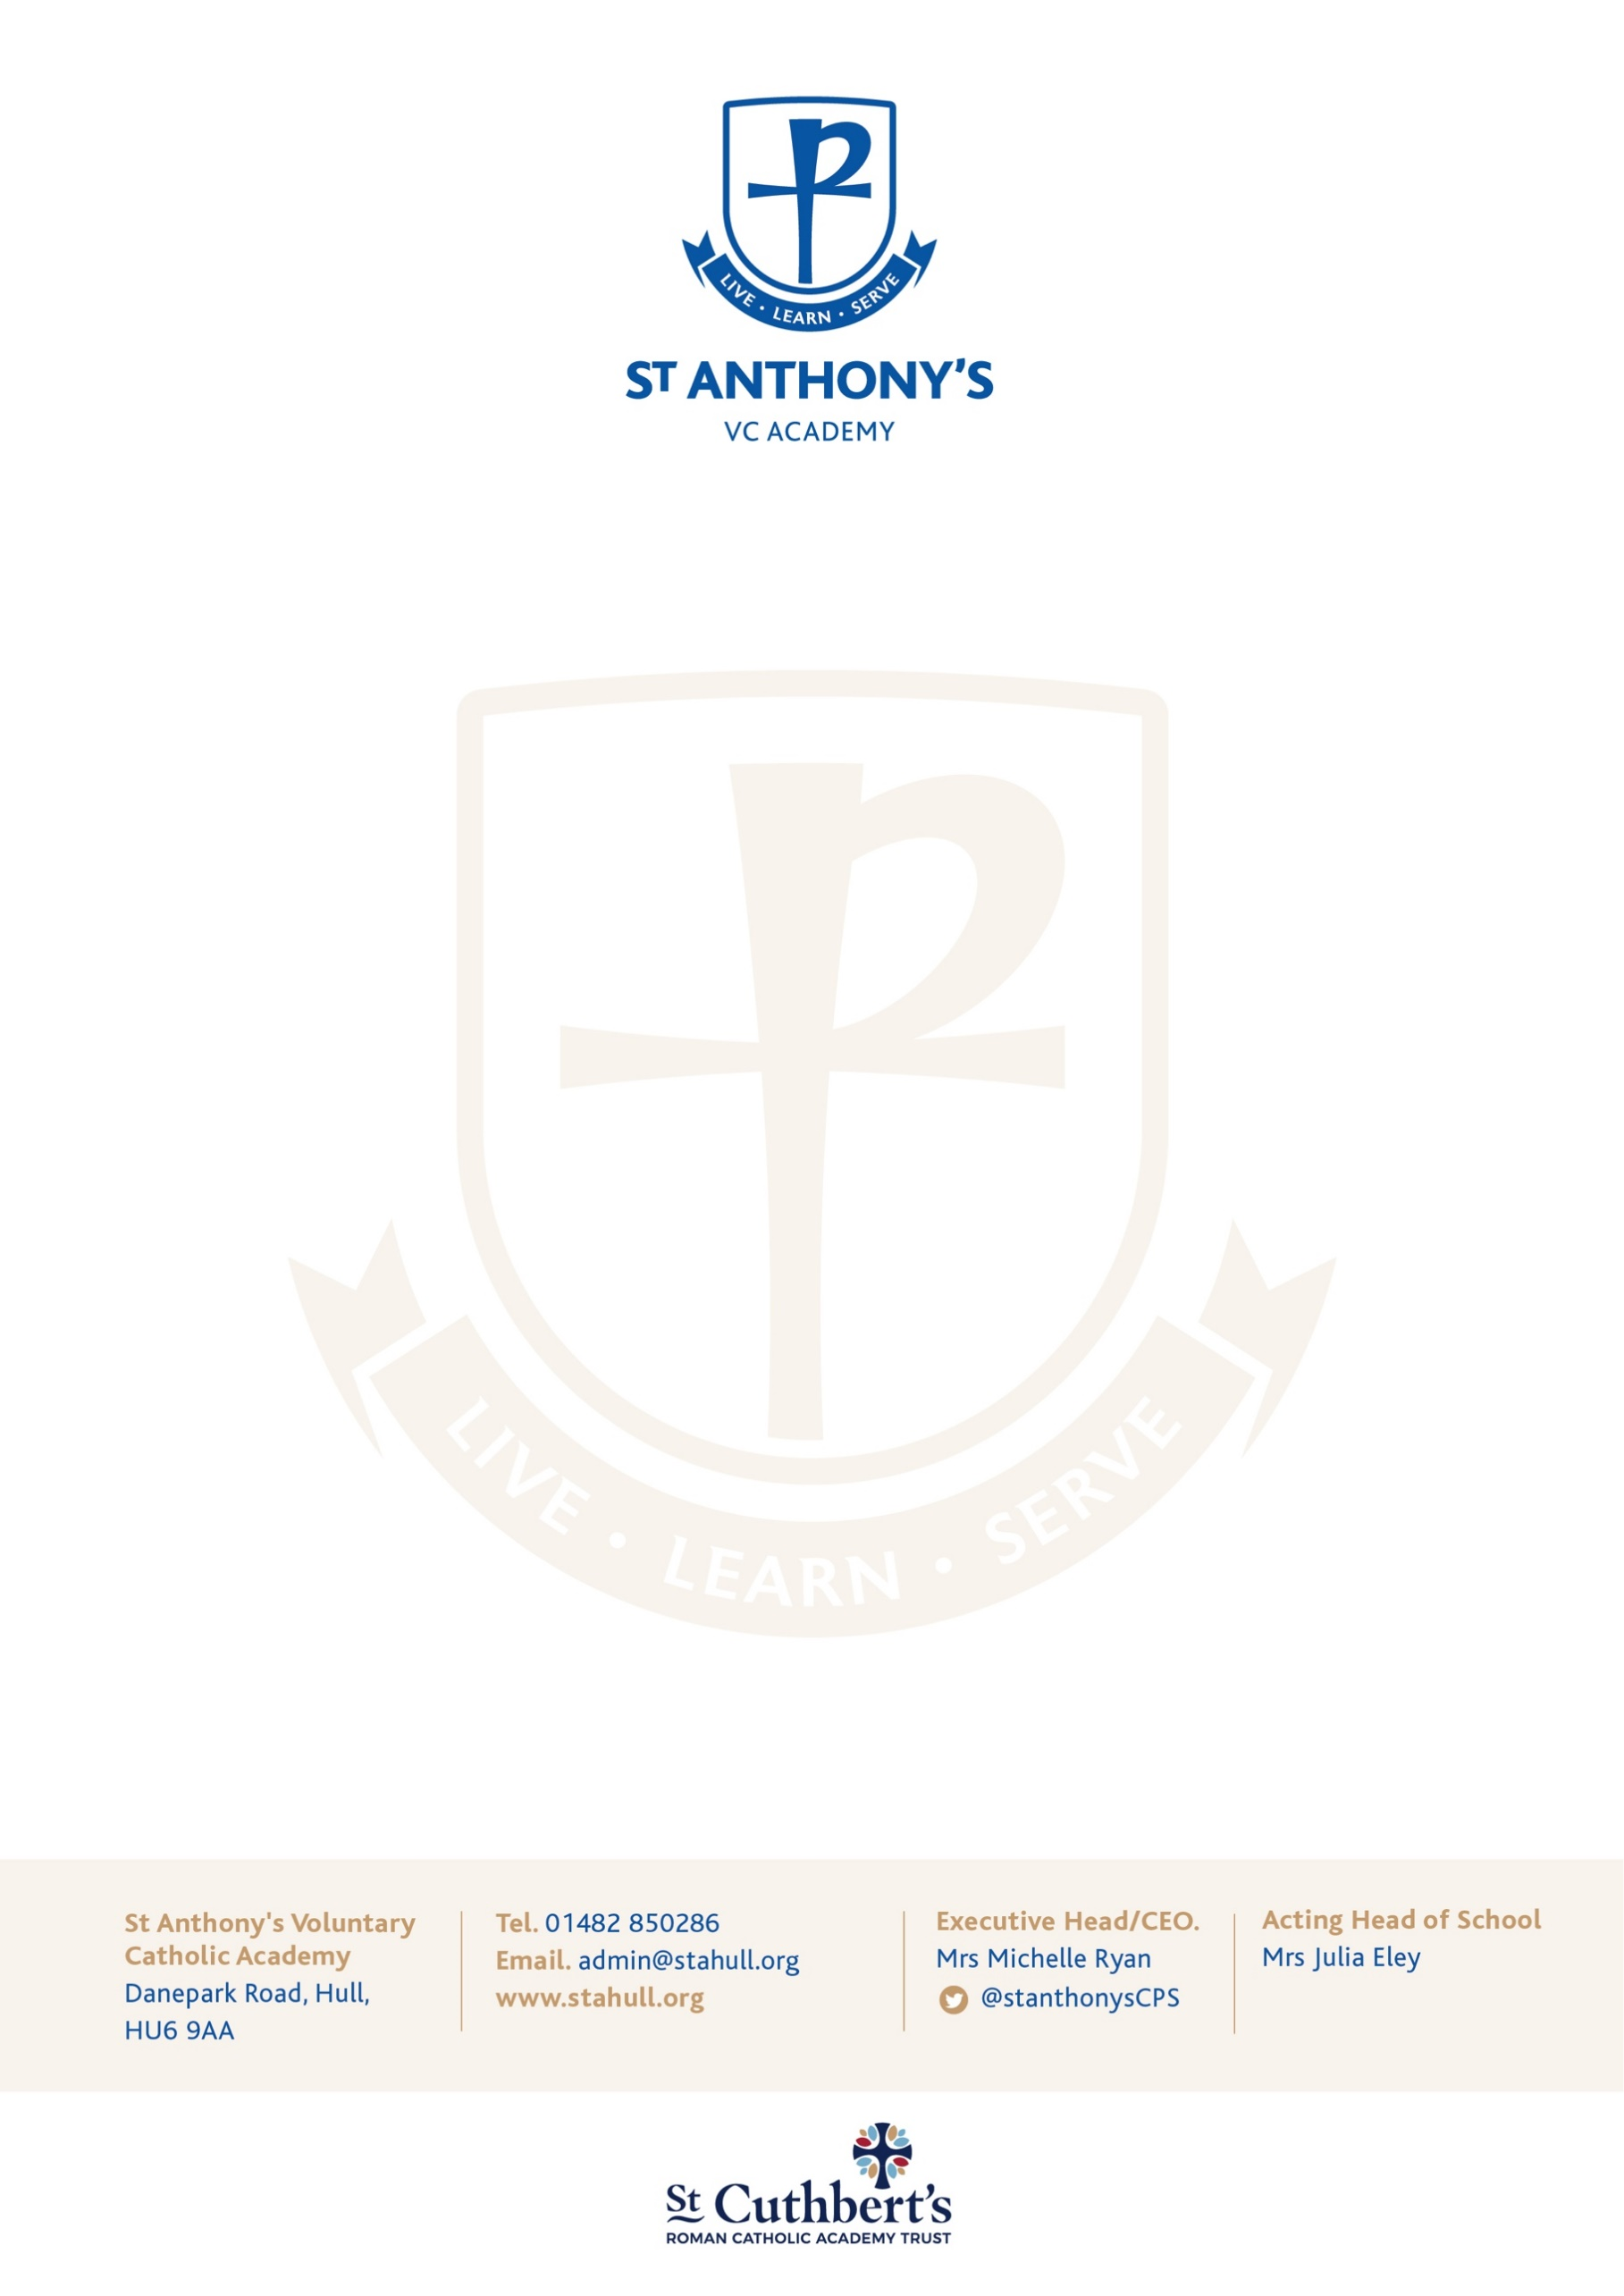 LIVE • LEARN • SERVE
ST ANTHONY'S
VC ACADEMY
LIVE • LEARN • SERVE
St Anthony's Voluntary
Catholic Academy
Danepark Road, Hull,
HU6 9AA
Tel. 01482 850286
Email. admin@stahull.org
www.stahull.org
Executive Head/CEO.
Mrs Michelle Ryan
@stanthonysCPS
Acting Head of School
Mrs Julia Eley
St Cuthbert's
ROMAN CATHOLIC ACADEMY TRUST